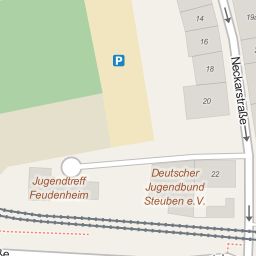 14
16
18
20
19a
Neckarstraße
P
22
Jugendtreff
Feudenheim
Deutscher
Jugendbund
Steuben e.V.